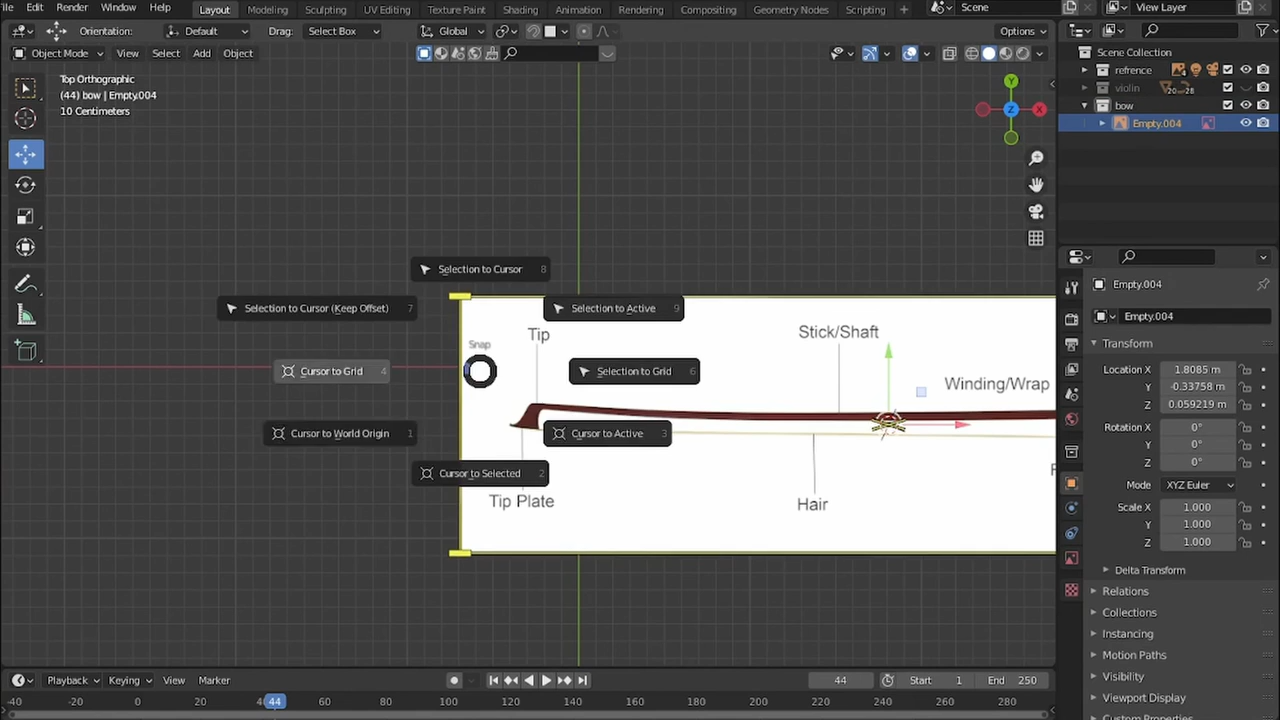 Edit Render Window Help Layout Modeling Sculpting UV Editing Texture Paint Shading Animation Rendering Compositing Geometry Nodes Scripting + Scene View Layer
Orientation: Default Drag: Select Box Global Options
Object Mode View Select Add Object
Top Orthographic
(44) bow | Empty.004
10 Centimeters
Y
Z
X
Scene Collection
refrence 4
violin 20 28
bow
Empty.004
Selection to Cursor 8
Selection to Cursor (Keep Offset) 7
Selection to Active 9
Snap
Cursor to Grid 4
Selection to Grid 6
Cursor to World Origin 1
Cursor to Active 3
Cursor to Selected 2
Tip
Stick/Shaft
Winding/Wrap
Tip Plate
Hair
Empty.004
Empty.004
Transform
Location X 1.8085 m
Y -0.33758 m
Z 0.059219 m
Rotation X 0°
Y 0°
Z 0°
Mode XYZ Euler
Scale X 1.000
Y 1.000
Z 1.000
Delta Transform
Relations
Collections
Instancing
Motion Paths
Visibility
Viewport Display
Custom Properties
Playback Keying View Marker 44 Start 1 End 250
-40 -20 0 20 44 60 80 100 120 140 160 180 200 220 240 260 280